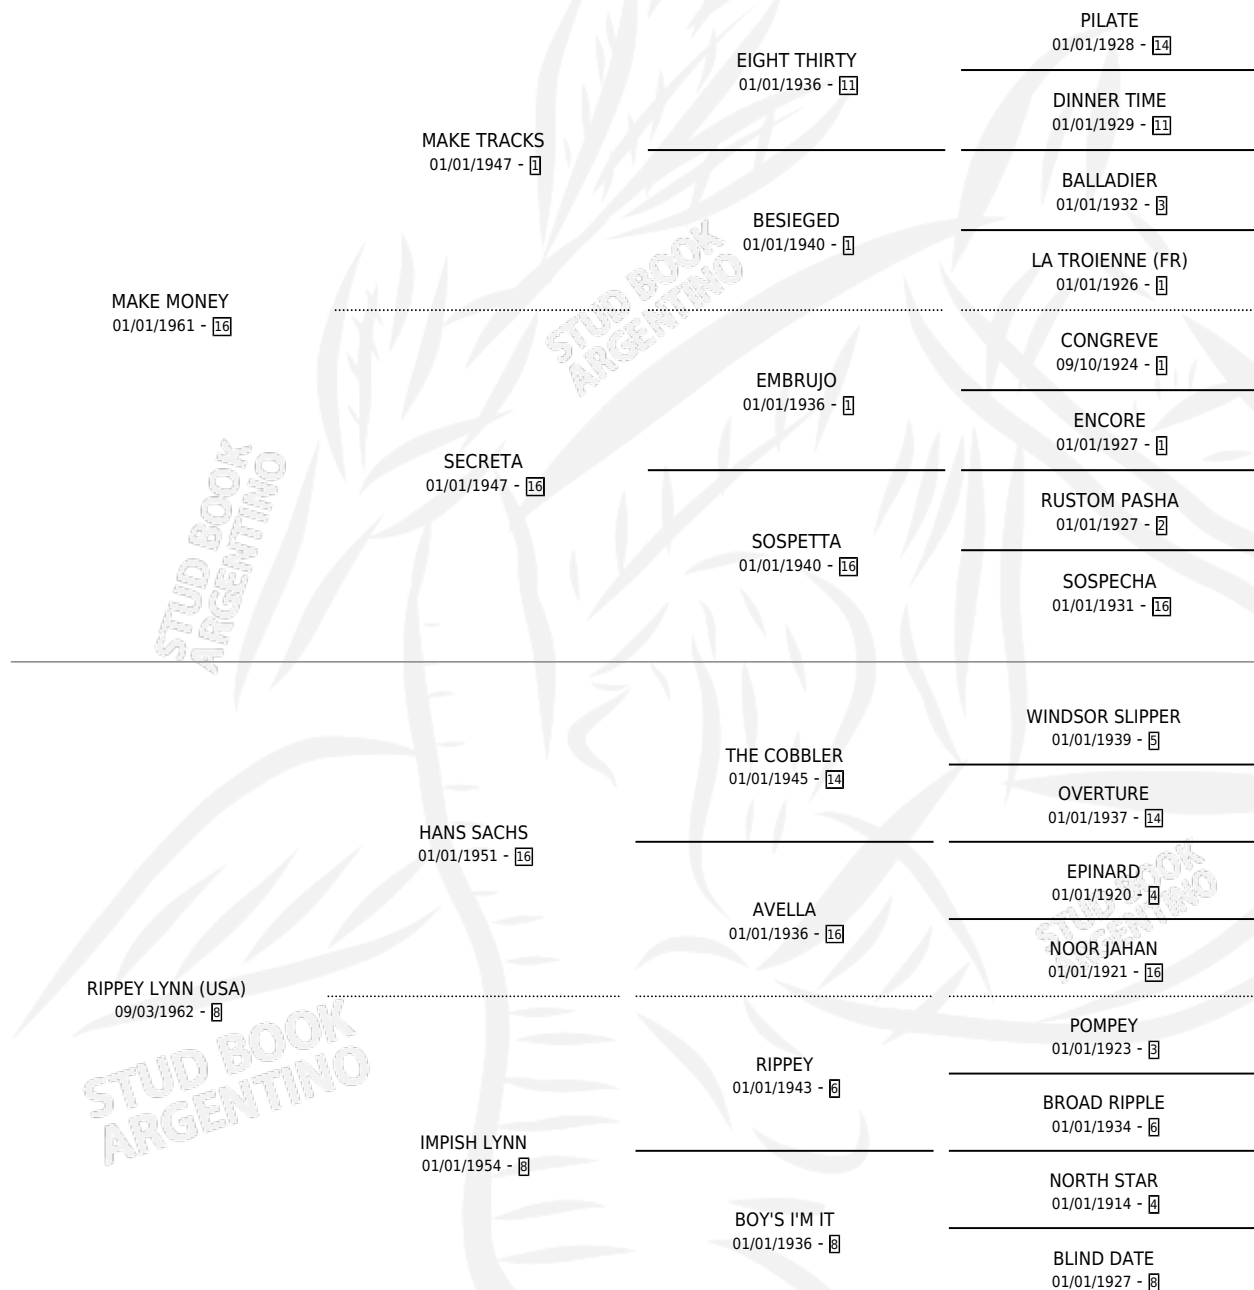 PILATE
01/01/1928 - 14
EIGHT THIRTY
01/01/1936 - 11
DINNER TIME
01/01/1929 - 11
MAKE TRACKS
01/01/1947 - 1
BALLADIER
01/01/1932 - 3
BESIEGED
01/01/1940 - 1
LA TROIENNE (FR)
01/01/1926 - 1
MAKE MONEY
01/01/1961 - 16
STUD BOOK
ARGENTINO
CONGREVE
09/10/1924 - 1
EMBRUJO
01/01/1936 - 1
ENCORE
01/01/1927 - 1
SECRETA
01/01/1947 - 16
RUSTOM PASHA
01/01/1927 - 2
SOSPETTA
01/01/1940 - 16
SOSPECHA
01/01/1931 - 16
STUD BOOK
ARGENTINO
WINDSOR SLIPPER
01/01/1939 - 5
THE COBBLER
01/01/1945 - 14
OVERTURE
01/01/1937 - 14
HANS SACHS
01/01/1951 - 16
EPINARD
01/01/1920 - 4
AVELLA
01/01/1936 - 16
STUD BOOK
ARGENTINO
NOOR JAHAN
01/01/1921 - 16
RIPPEY LYNN (USA)
09/03/1962 - 8
STUD BOOK
ARGENTINO
POMPEY
01/01/1923 - 3
RIPPEY
01/01/1943 - 6
BROAD RIPPLE
01/01/1934 - 6
IMPISH LYNN
01/01/1954 - 8
NORTH STAR
01/01/1914 - 4
BOY'S I'M IT
01/01/1936 - 8
BLIND DATE
01/01/1927 - 8